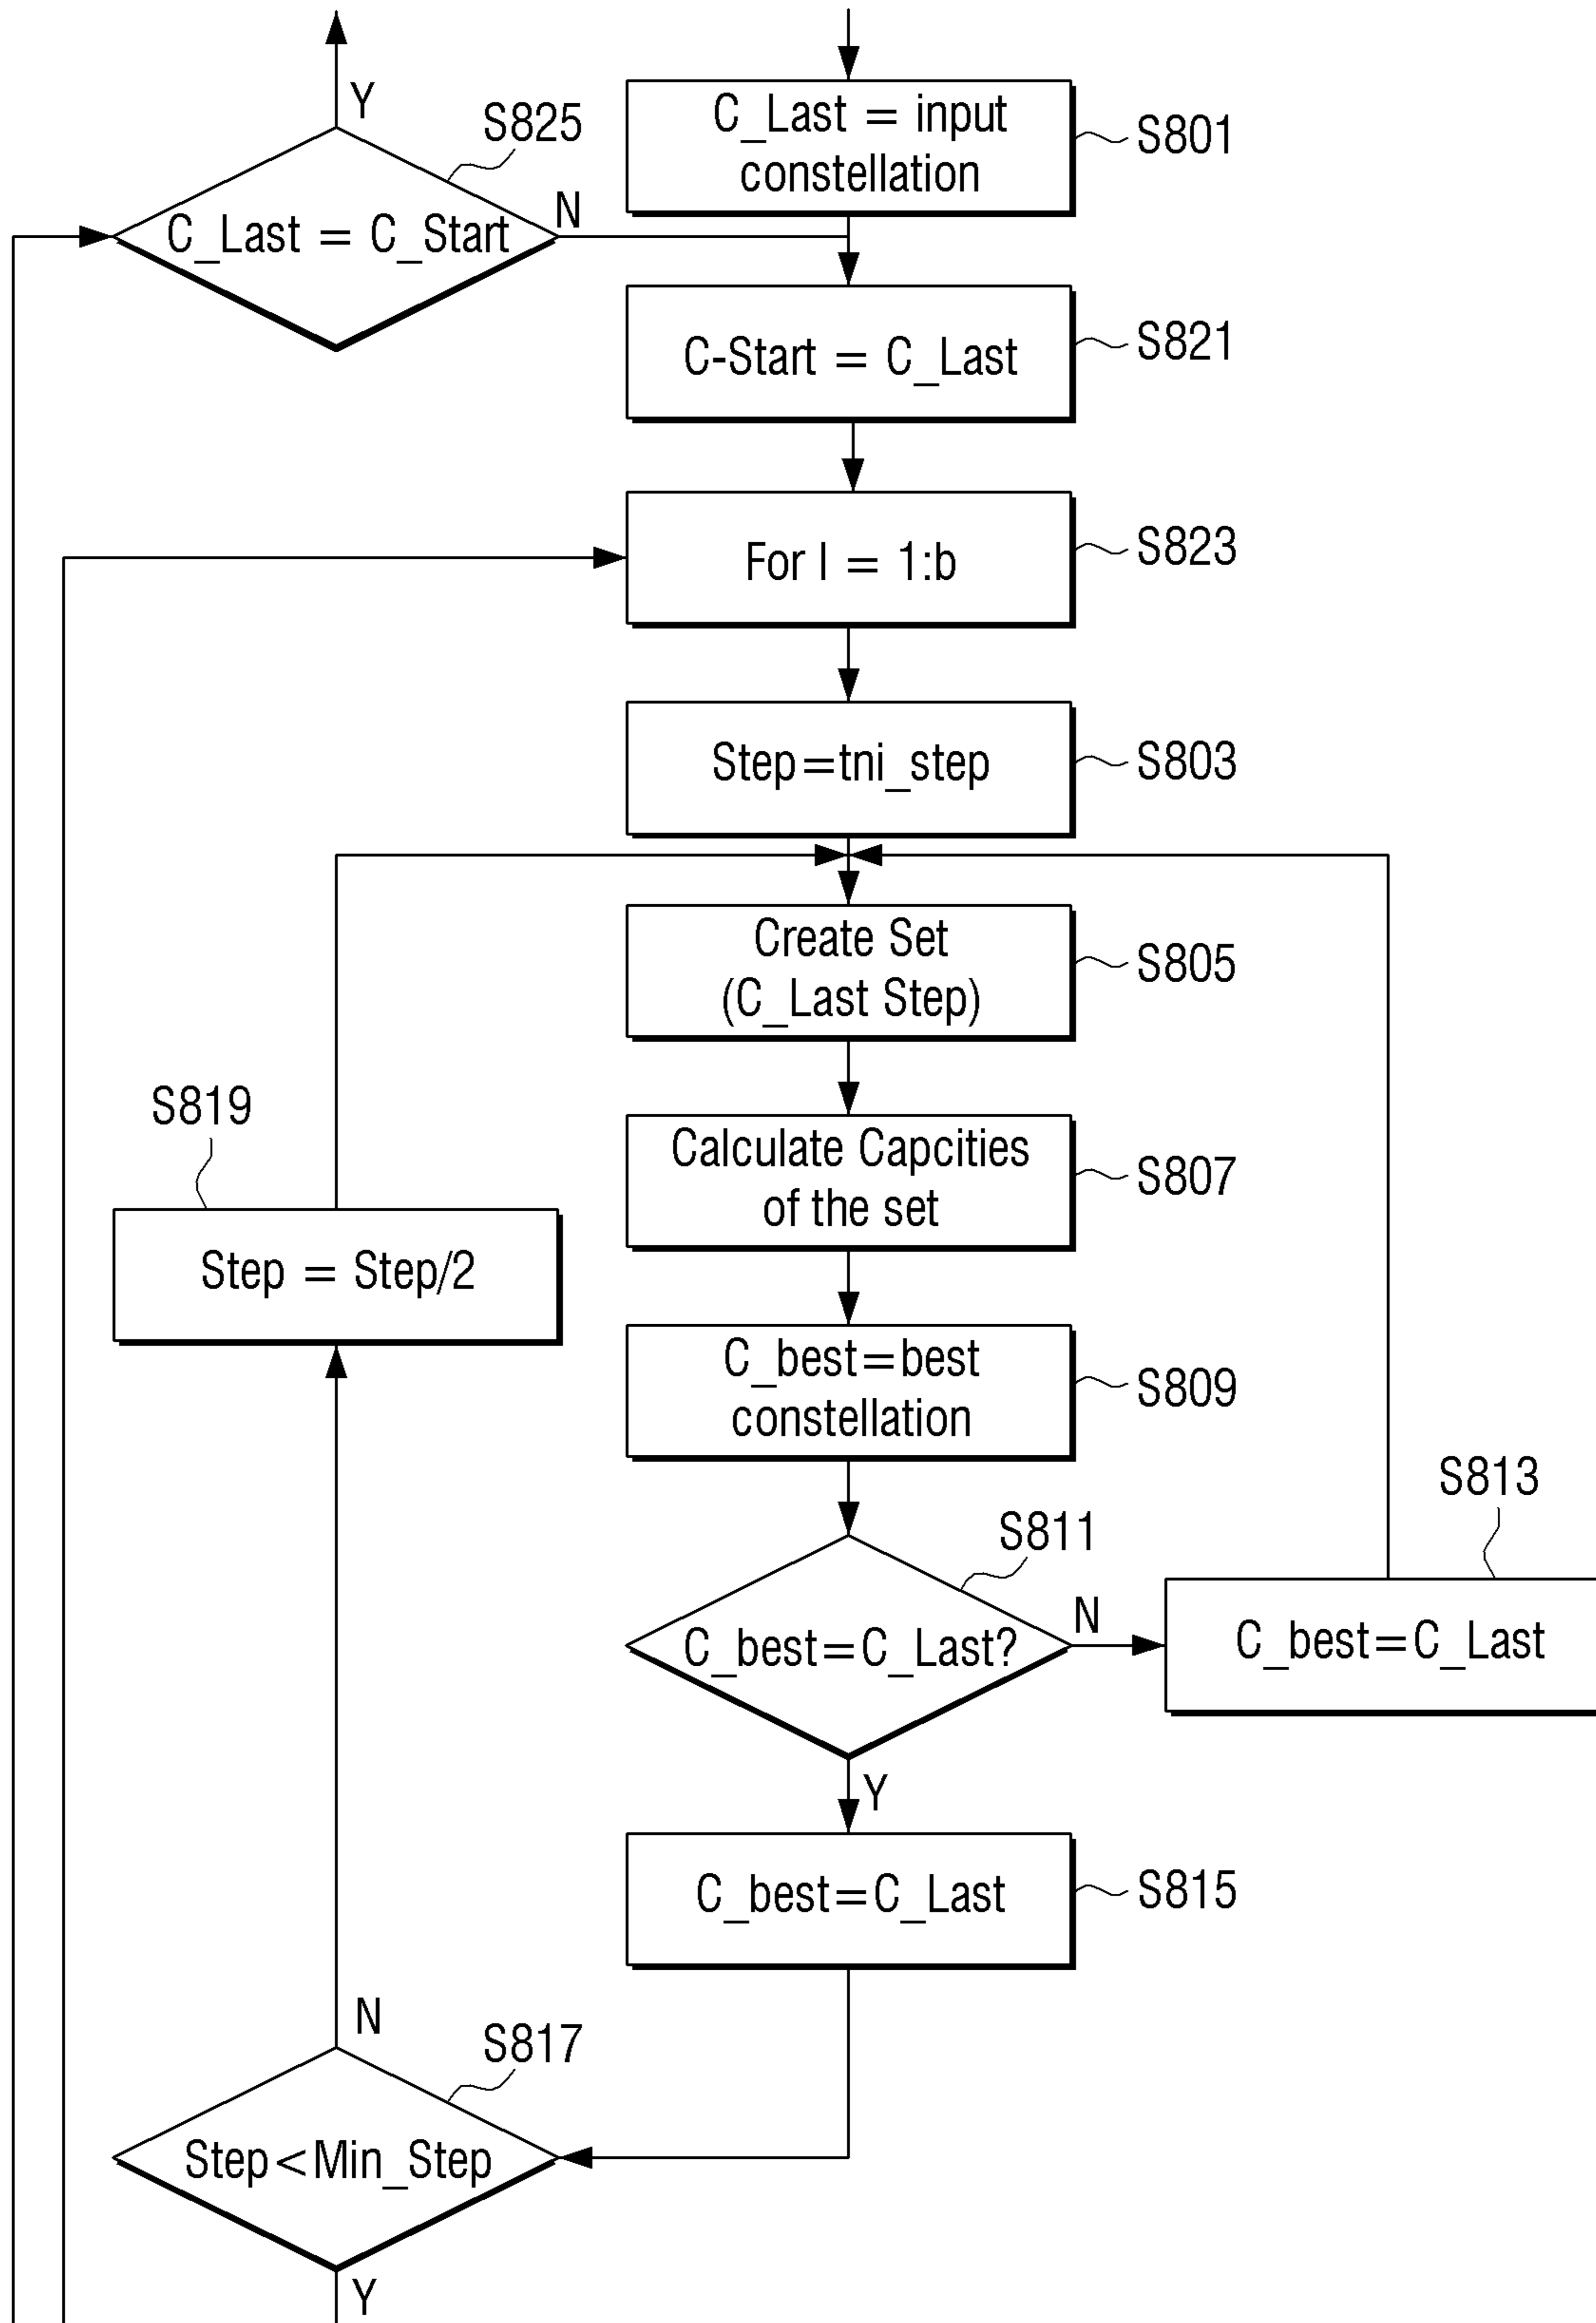 Y
S825
C_Last = C_Start
N
C_Last = input
constellation
S801
C-Start = C_Last
S821
For I = 1:b
S823
Step=tni_step
S803
Create Set
(C_Last Step)
S805
S819
Step = Step/2
Calculate Capcities
of the set
S807
C_best=best
constellation
S809
S811
C_best=C_Last?
N
S813
C_best=C_Last
Y
C_best=C_Last
S815
N
S817
Step<Min_Step
Y